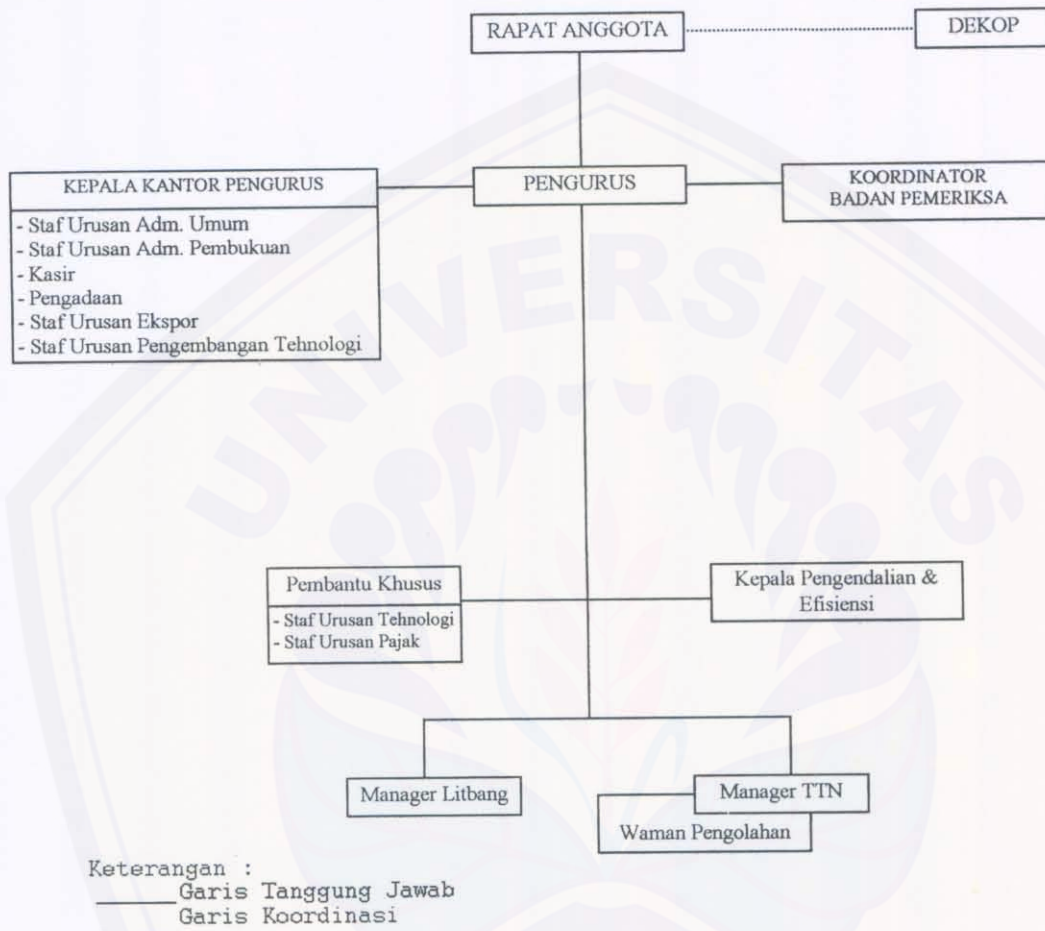 RAPAT ANGGOTA
DEKOP
KEPALA KANTOR PENGURUS
- Staf Urusan Adm. Umum
- Staf Urusan Adm. Pembukuan
- Kasir
- Pengadaan
- Staf Urusan Ekspor
- Staf Urusan Pengembangan Tehnologi
PENGURUS
KOORDINATOR
BADAN PEMERIKSA
UNIVERSITAS
Pembantu Khusus
- Staf Urusan Tehnologi
- Staf Urusan Pajak
Kepala Pengendalian &
Efisiensi
Manager Litbang
Manager TTN
Waman Pengolahan
Keterangan :
Garis Tanggung Jawab
Garis Koordinasi